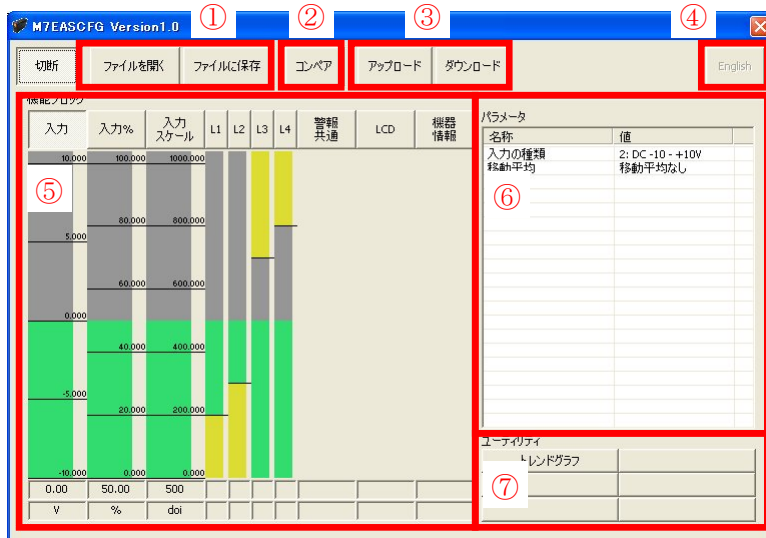 M7EASCFG Version1.0
① ② ③ ④
切断 ファイルを開く ファイルに保存 コンペア アップロード ダウンロード English
機能ブロック
入力 入力% 入力スケール L1 L2 L3 L4 警報共通 LCD 機器情報
10.000 100.000 1000.000
⑤
80.000 800.000
5.000
60.000 600.000
0.000
40.000 400.000
-5.000
20.000 200.000
-10.000 0.000 0.000
0.00 50.00 500
V % doi
パラメータ
名称 値
入力の種類 2: DC -10 - +10V
移動平均 移動平均なし
⑥
ユーティリティ
トレンドグラフ
⑦